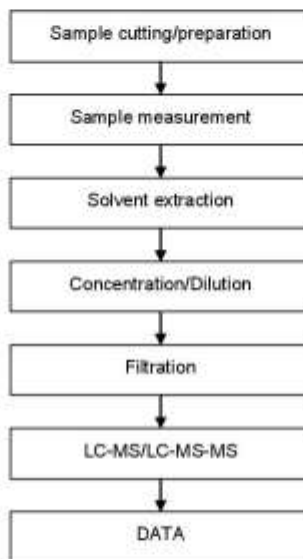 Sample cutting/preparation
Sample measurement
Solvent extraction
Concentration/Dilution
Filtration
LC-MS/LC-MS-MS
DATA